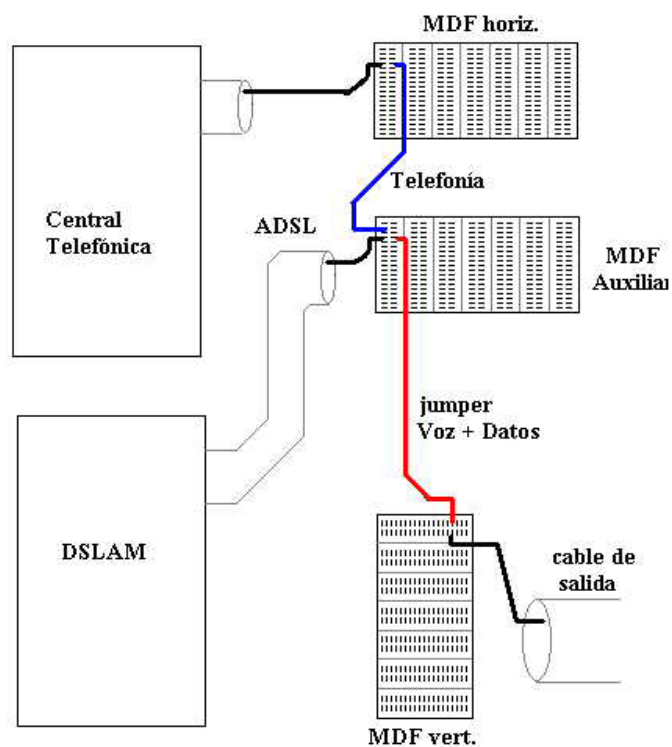 MDF horiz.
Central
Telefónica
Telefonía
ADSL
MDF
Auxiliar
jumper
Voz + Datos
DSLAM
cable de
salida
MDF vert.